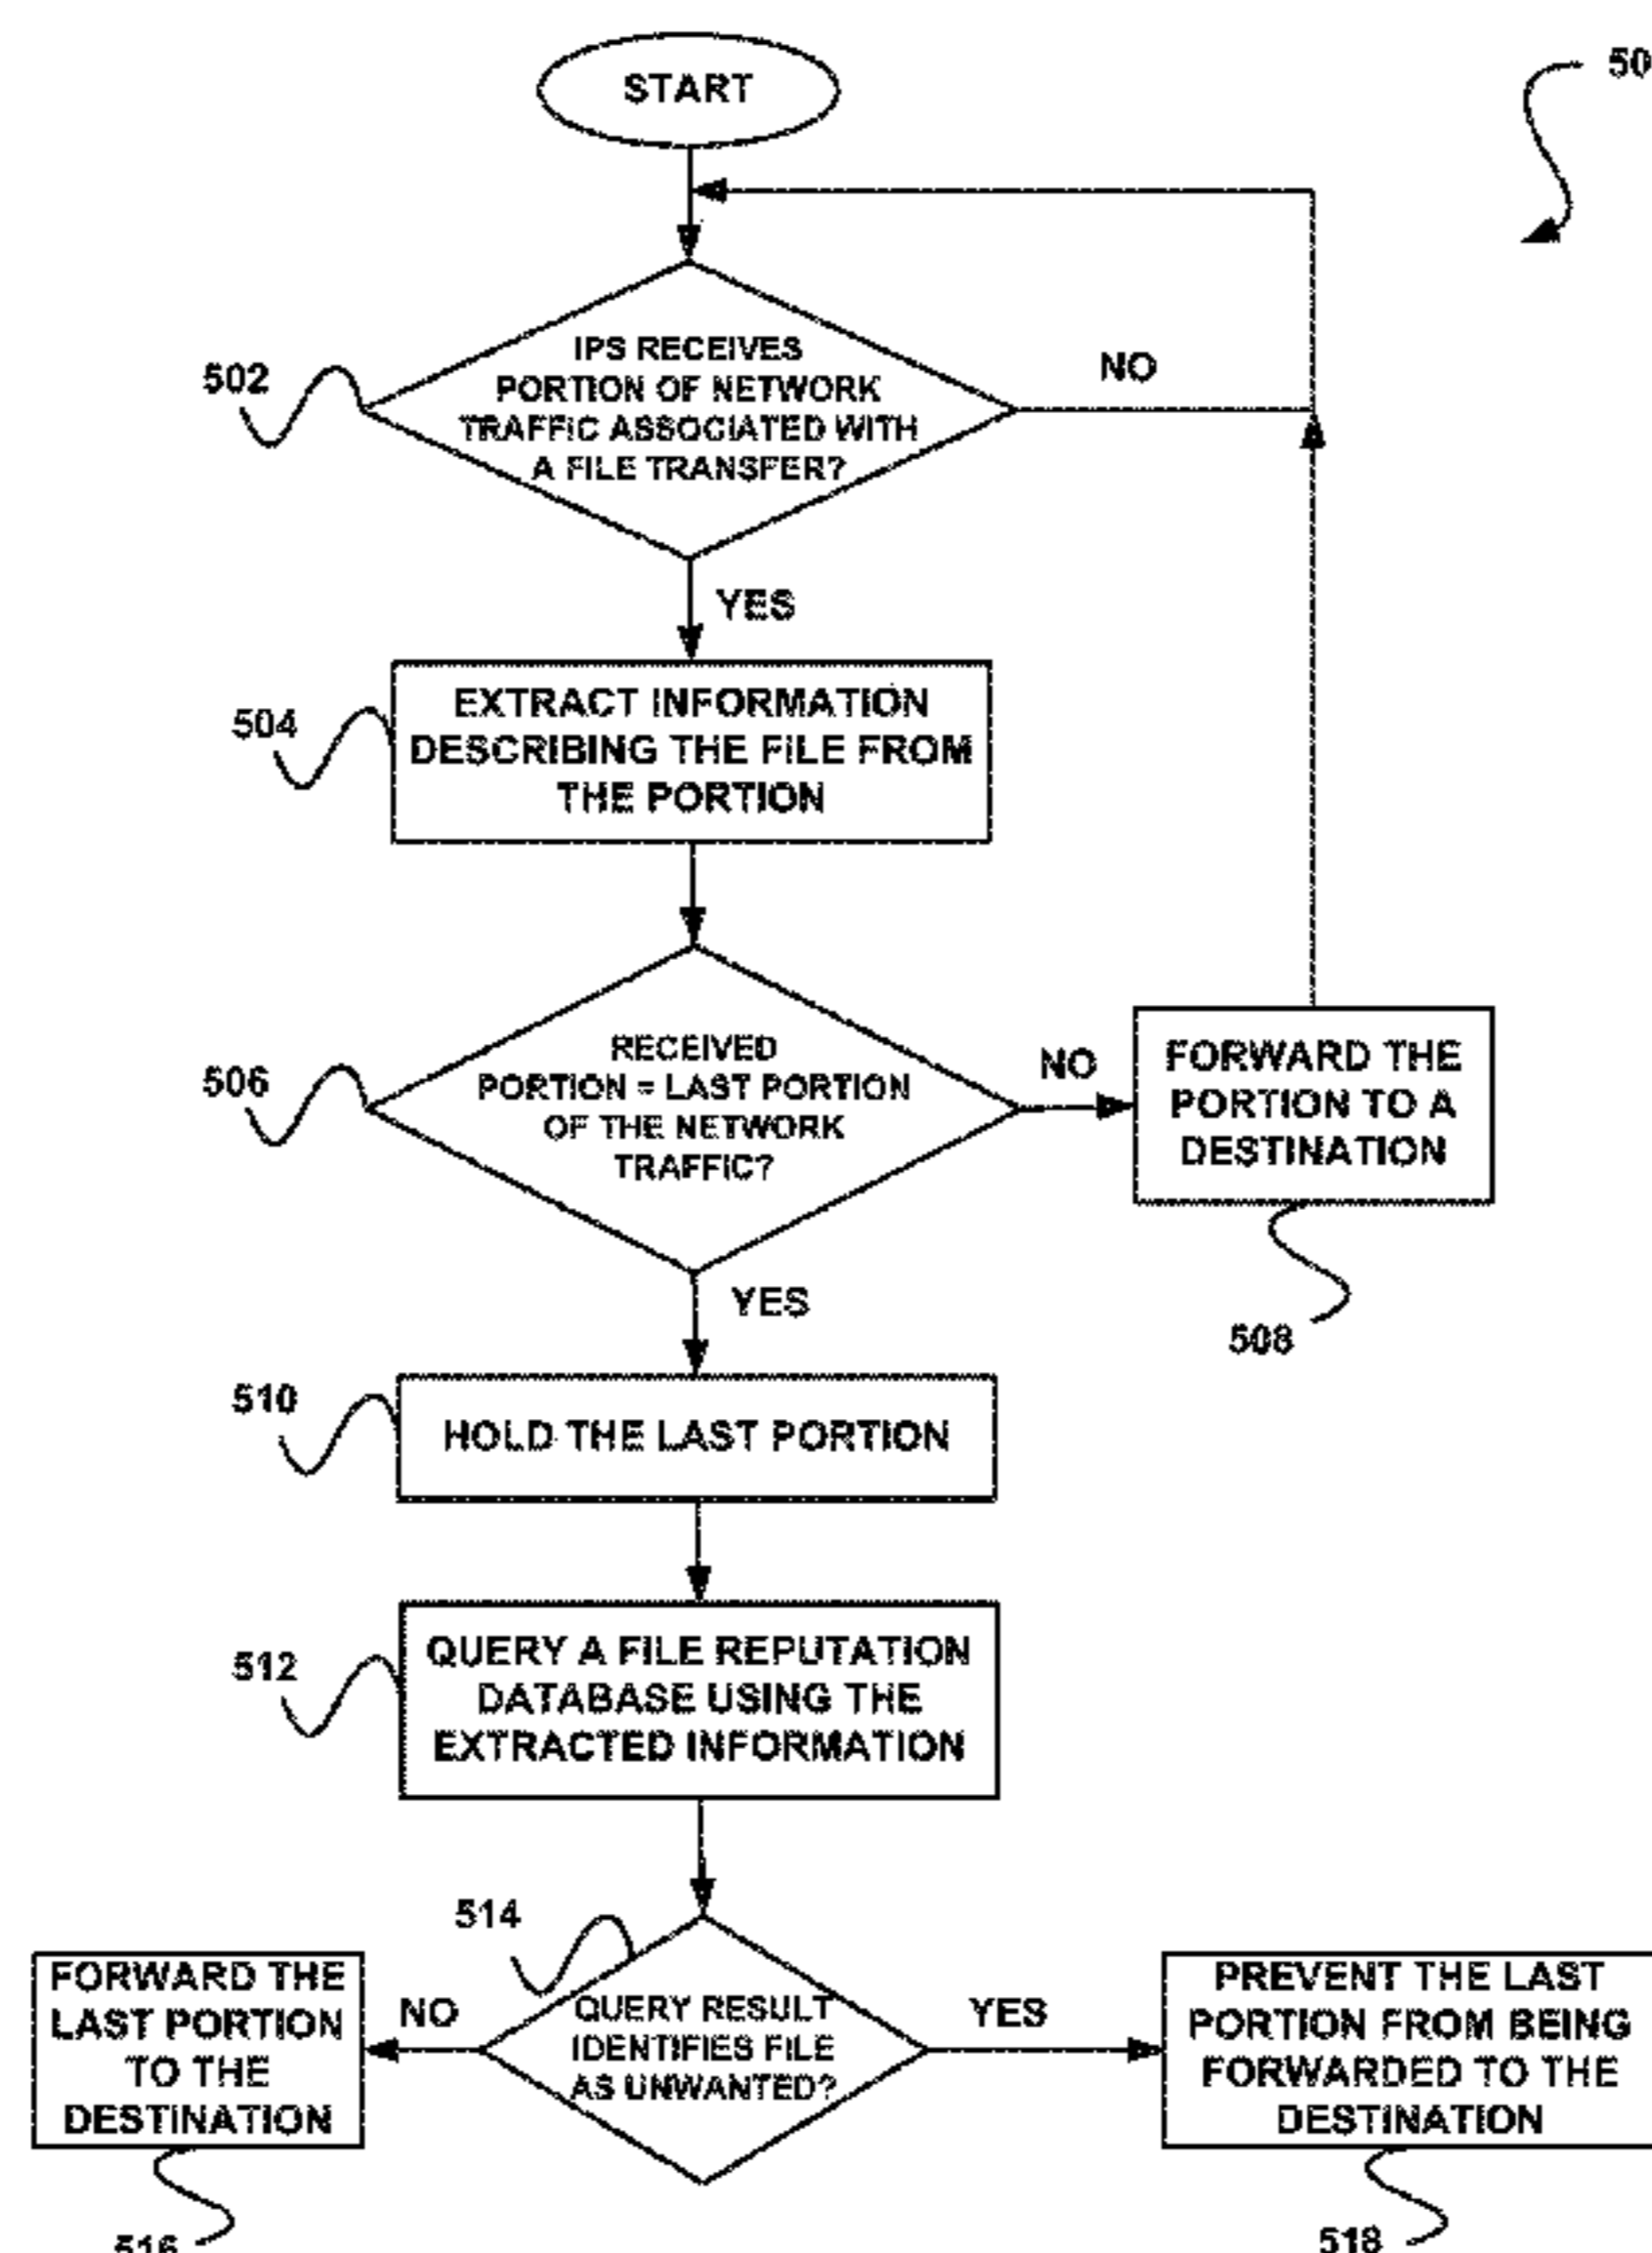 START
50
502
IPS RECEIVES
PORTION OF NETWORK
TRAFFIC ASSOCIATED WITH
A FILE TRANSFER?
NO
YES
504
EXTRACT INFORMATION
DESCRIBING THE FILE FROM
THE PORTION
506
RECEIVED
PORTION = LAST PORTION
OF THE NETWORK
TRAFFIC?
NO
FORWARD THE
PORTION TO A
DESTINATION
508
YES
510
HOLD THE LAST PORTION
512
QUERY A FILE REPUTATION
DATABASE USING THE
EXTRACTED INFORMATION
514
QUERY RESULT
IDENTIFIES FILE
AS UNWANTED?
NO
FORWARD THE
LAST PORTION
TO THE
DESTINATION
516
YES
PREVENT THE LAST
PORTION FROM BEING
FORWARDED TO THE
DESTINATION
518